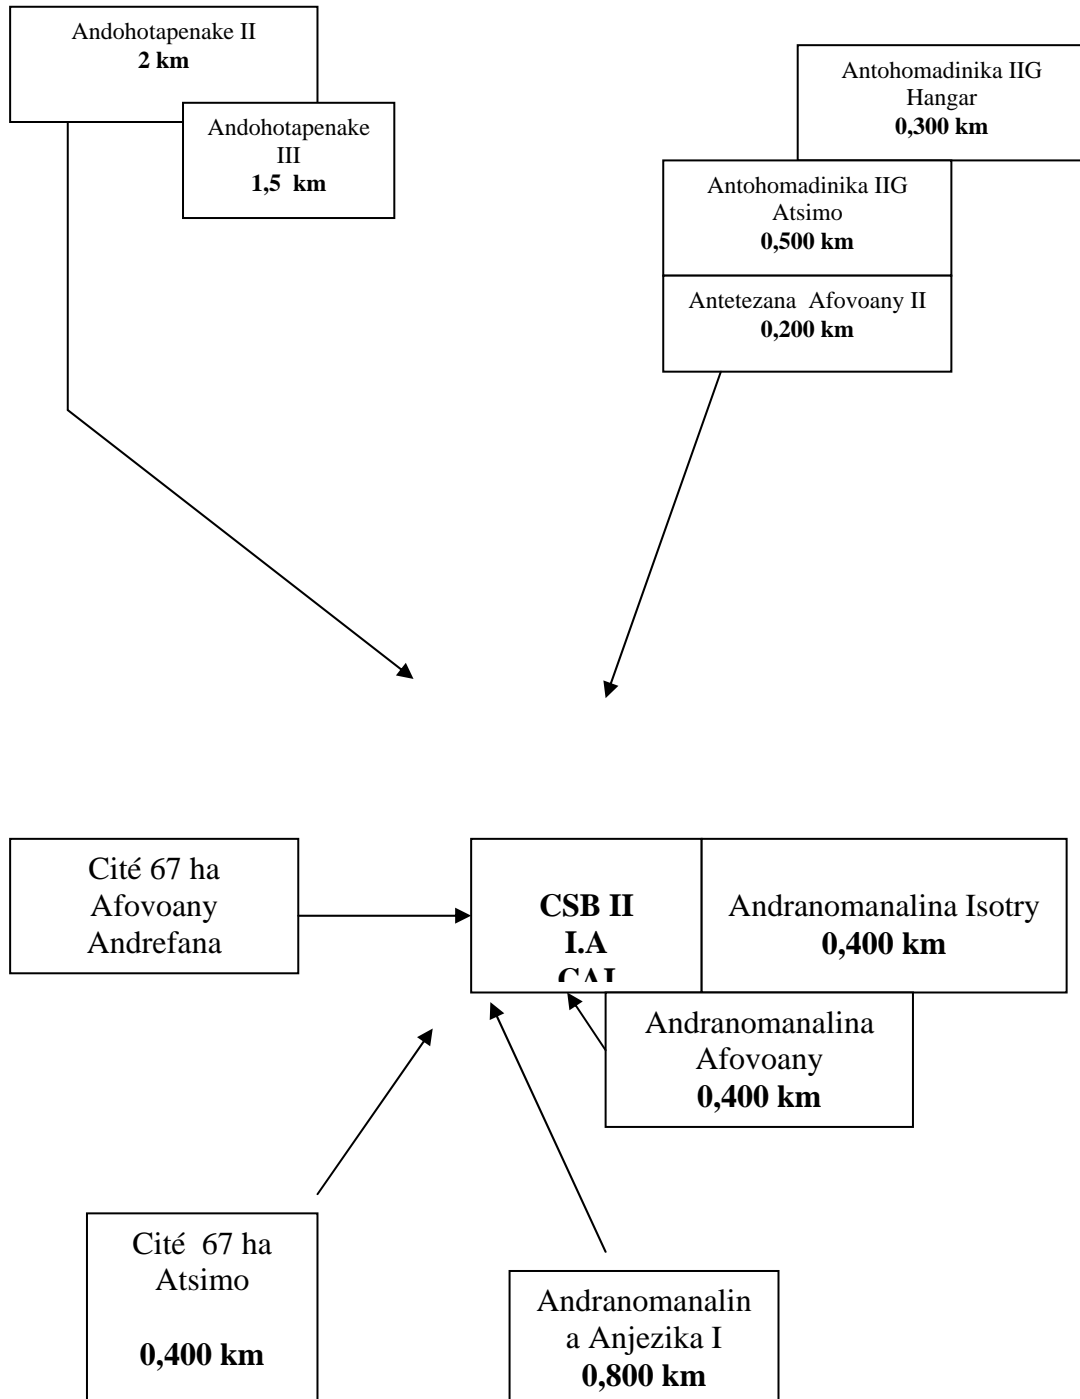 Andohotapenake II
2 km
Andohotapenake
III
1,5 km
Antohomadinika IIG
Hangar
0,300 km
Antohomadinika IIG
Atsimo
0,500 km
Antetezana Afovoany II
0,200 km
Cité 67 ha
Afovoany
Andrefana
CSB II
I.A
Andranomanalina Isotry
0,400 km
Andranomanalina
Afovoany
0,400 km
Cité 67 ha
Atsimo
0,400 km
Andranomanalin
a Anjezika I
0,800 km